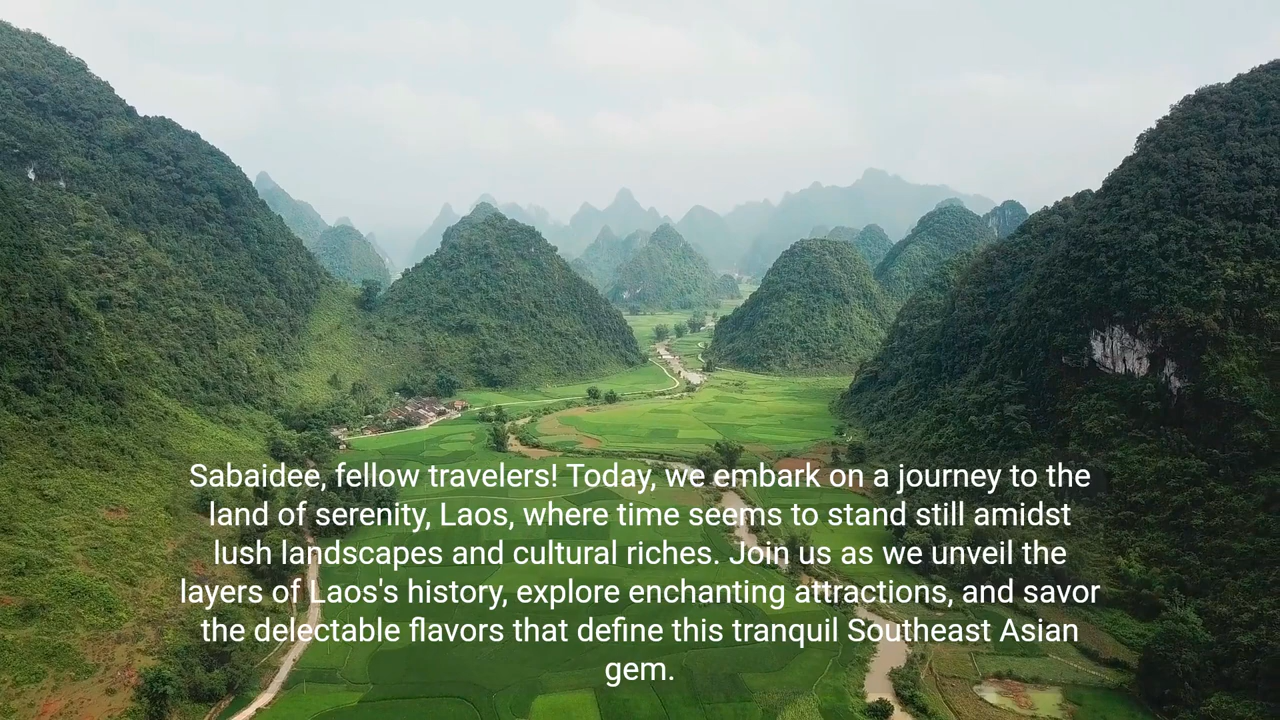 Sabaidee, fellow travelers! Today, we embark on a journey to the
land of serenity, Laos, where time seems to stand still amidst
lush landscapes and cultural riches. Join us as we unveil the
layers of Laos's history, explore enchanting attractions, and savor
the delectable flavors that define this tranquil Southeast Asian
gem.